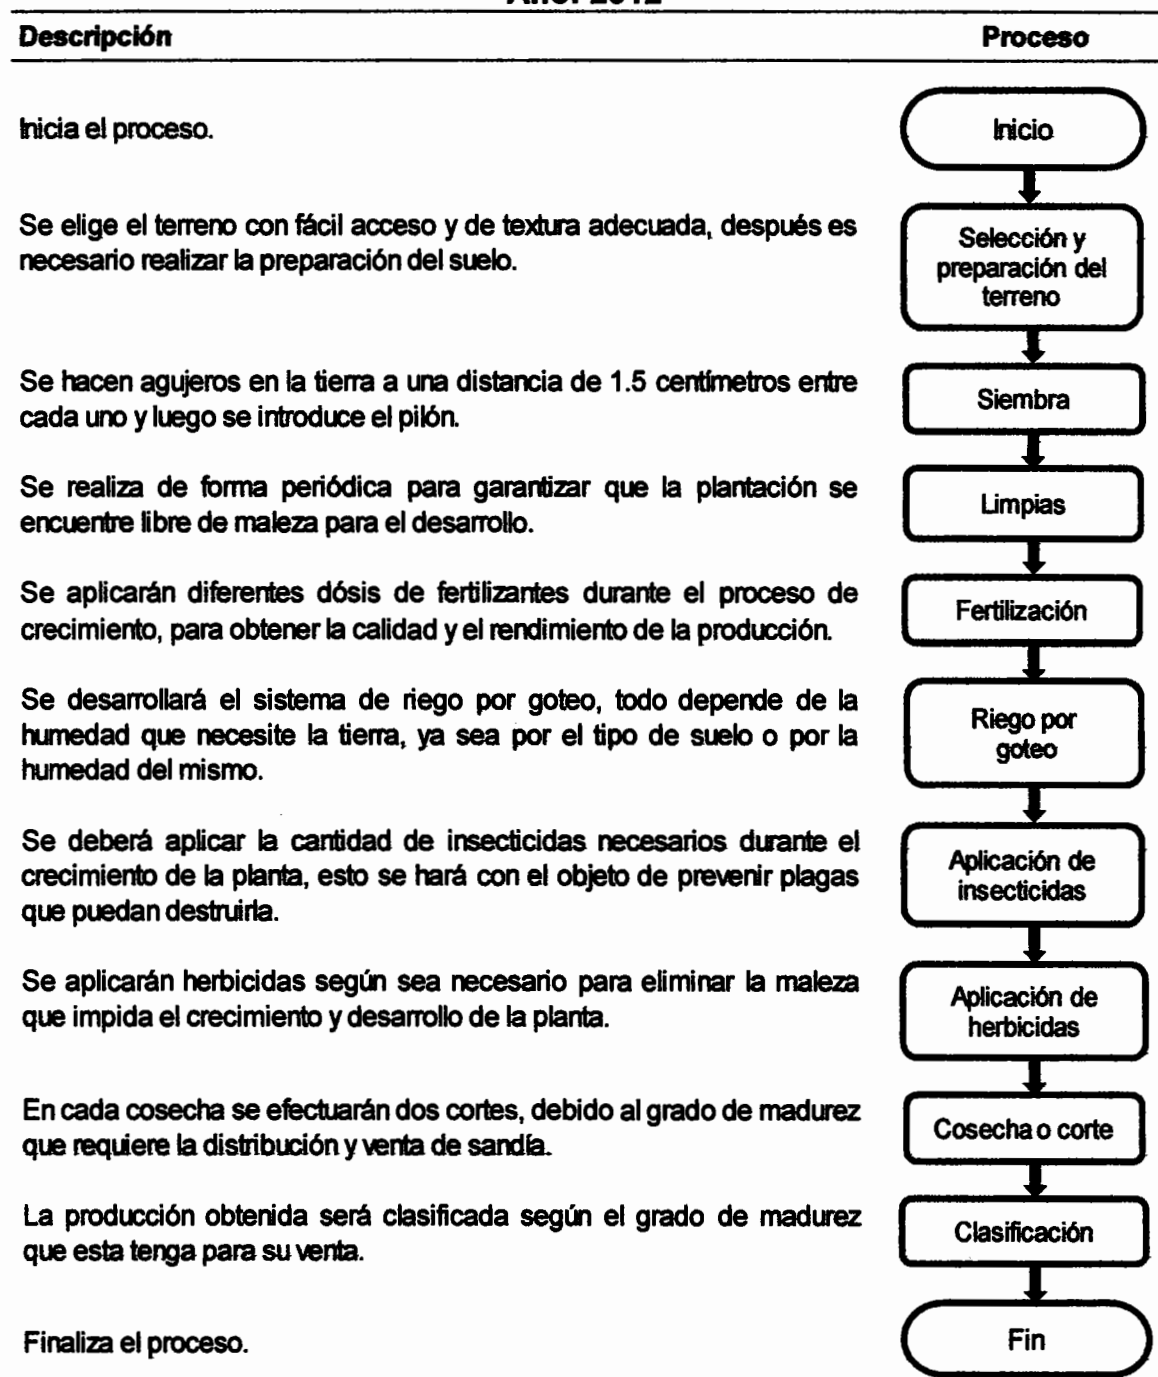 Descripción Proceso
Inicia el proceso.
Inicio
Se elige el terreno con fácil acceso y de textura adecuada, después es
necesario realizar la preparación del suelo.
Selección y
preparación del
terreno
Se hacen agujeros en la tierra a una distancia de 1.5 centímetros entre
cada uno y luego se introduce el pilón.
Siembra
Se realiza de forma periódica para garantizar que la plantación se
encuentre libre de maleza para el desarrollo.
Limpias
Se aplicarán diferentes dósis de fertilizantes durante el proceso de
crecimiento, para obtener la calidad y el rendimiento de la producción.
Fertilización
Se desarrollará el sistema de riego por goteo, todo depende de la
humedad que necesite la tierra, ya sea por el tipo de suelo o por la
humedad del mismo.
Riego por
goteo
Se deberá aplicar la cantidad de insecticidas necesarios durante el
crecimiento de la planta, esto se hará con el objeto de prevenir plagas
que puedan destruirla.
Aplicación de
insecticidas
Se aplicarán herbicidas según sea necesario para eliminar la maleza
que impida el crecimiento y desarrollo de la planta.
Aplicación de
herbicidas
En cada cosecha se efectuarán dos cortes, debido al grado de madurez
que requiere la distribución y venta de sandía.
Cosecha o corte
La producción obtenida será clasificada según el grado de madurez
que esta tenga para su venta.
Clasificación
Finaliza el proceso.
Fin